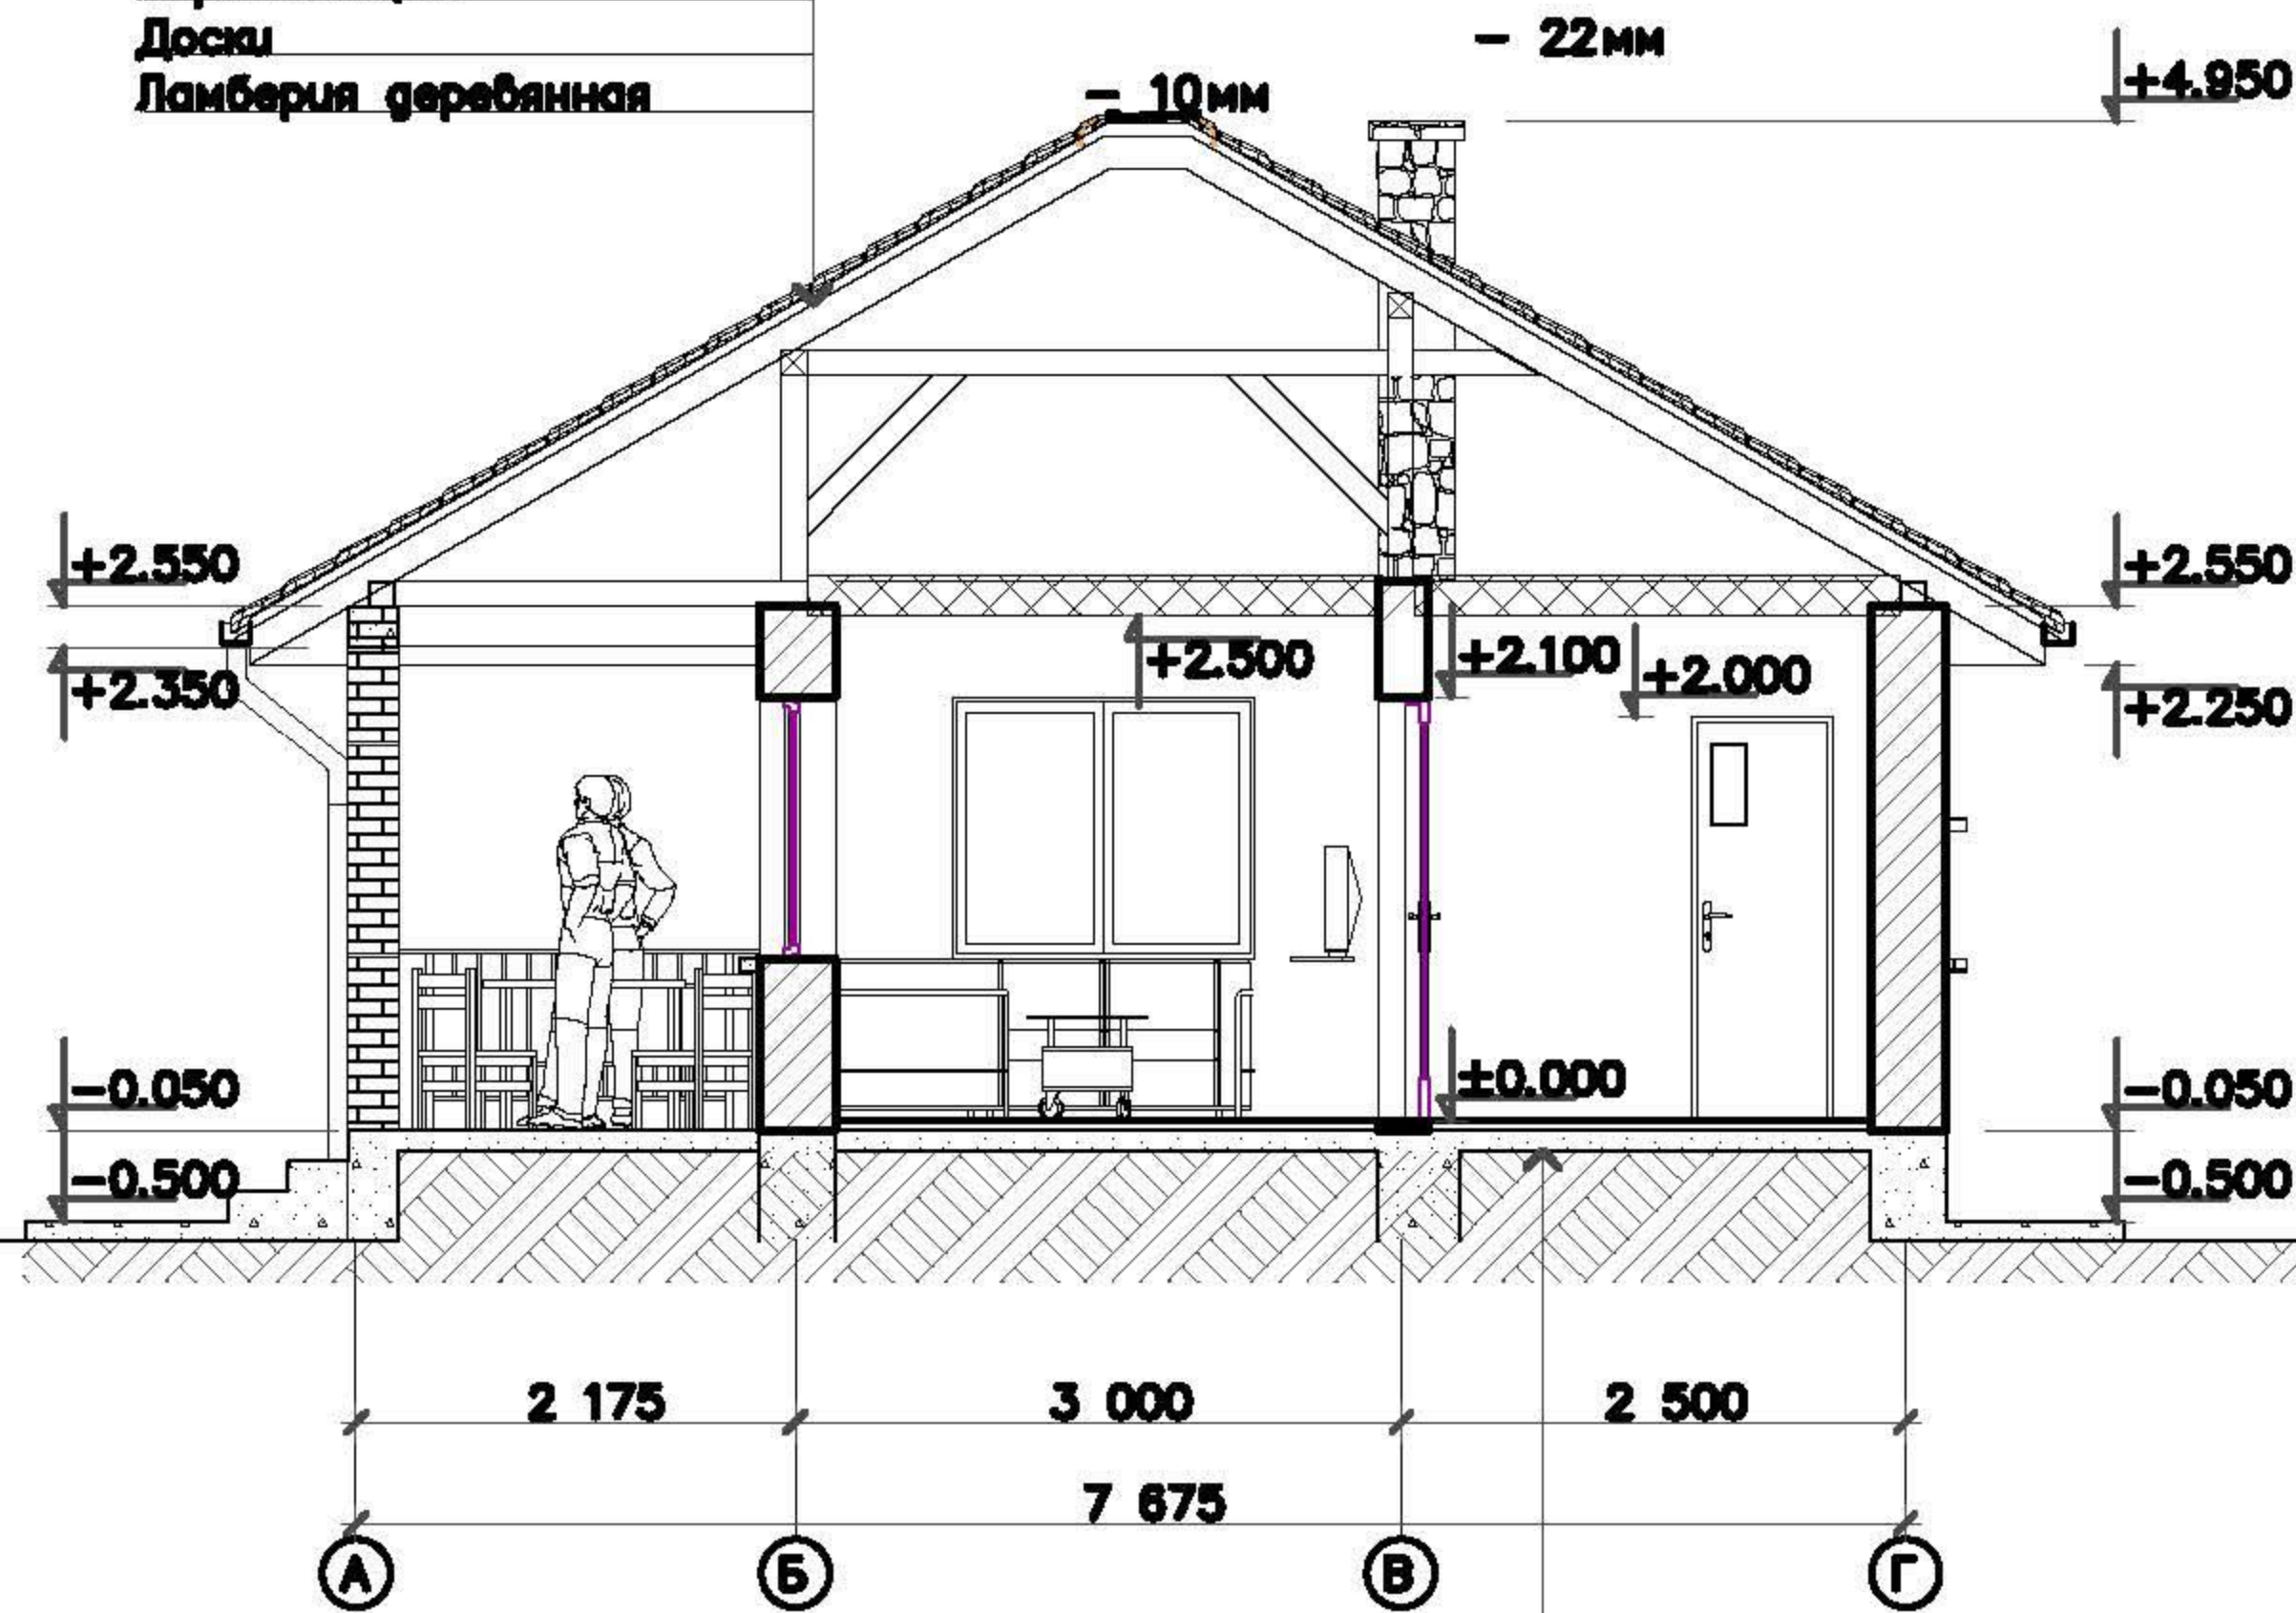 Доски
- 22мм
Ламберия деревянная
- 10мм
+4.950
+2.550
+2.550
+2.350
+2.500
+2.100
+2.000
+2.250
-0.050
±0.000
-0.050
-0.500
-0.500
2 175
3 000
2 500
7 675
А
Б
В
Г